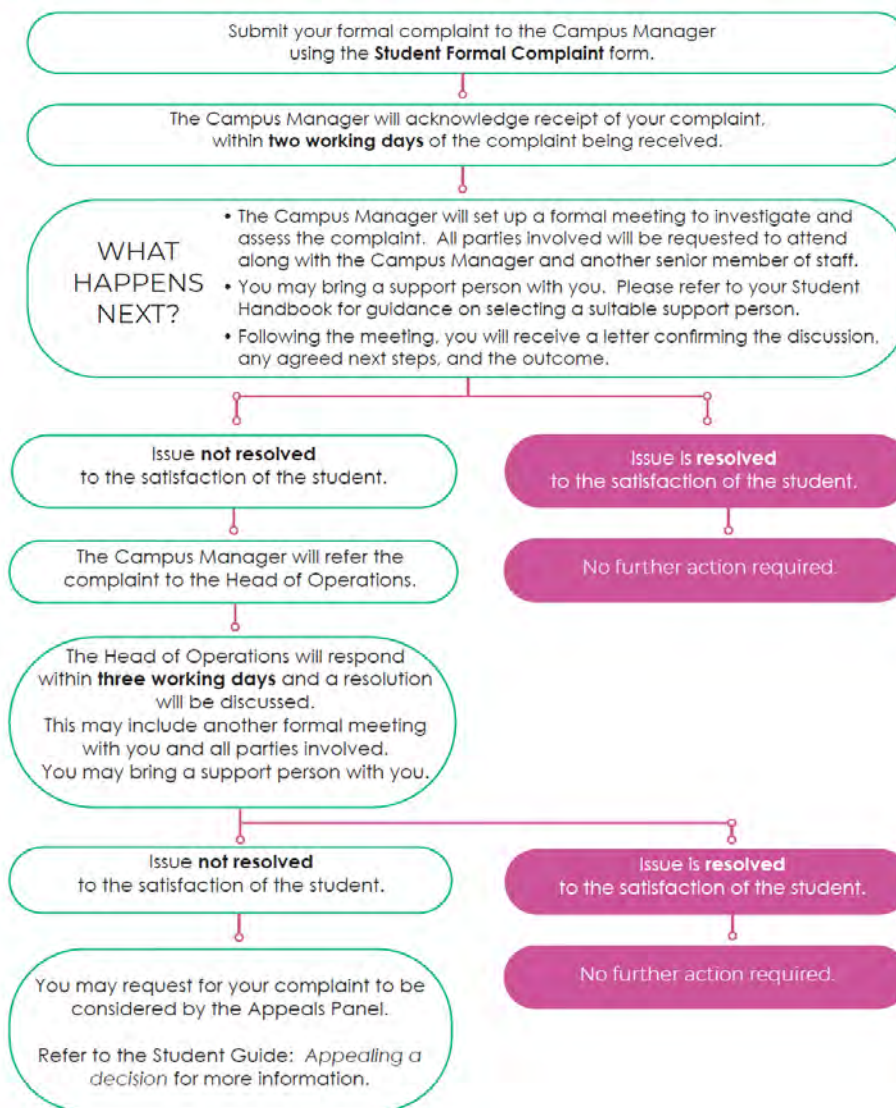 Submit your formal complaint to the Campus Manager
using the Student Formal Complaint form.
The Campus Manager will acknowledge receipt of your complaint,
within two working days of the complaint being received.
WHAT
HAPPENS
NEXT?
• The Campus Manager will set up a formal meeting to investigate and
assess the complaint. All parties involved will be requested to attend
along with the Campus Manager and another senior member of staff.
• You may bring a support person with you. Please refer to your Student
Handbook for guidance on selecting a suitable support person.
• Following the meeting, you will receive a letter confirming the discussion,
any agreed next steps, and the outcome.
Issue not resolved
to the satisfaction of the student.
Issue is resolved
to the satisfaction of the student.
The Campus Manager will refer the
complaint to the Head of Operations.
No further action required.
The Head of Operations will respond
within three working days and a resolution
will be discussed.
This may include another formal meeting
with you and all parties involved.
You may bring a support person with you.
Issue not resolved
to the satisfaction of the student.
Issue is resolved
to the satisfaction of the student.
You may request for your complaint to be
considered by the Appeals Panel.
Refer to the Student Guide: Appealing a
decision for more information.
No further action required.